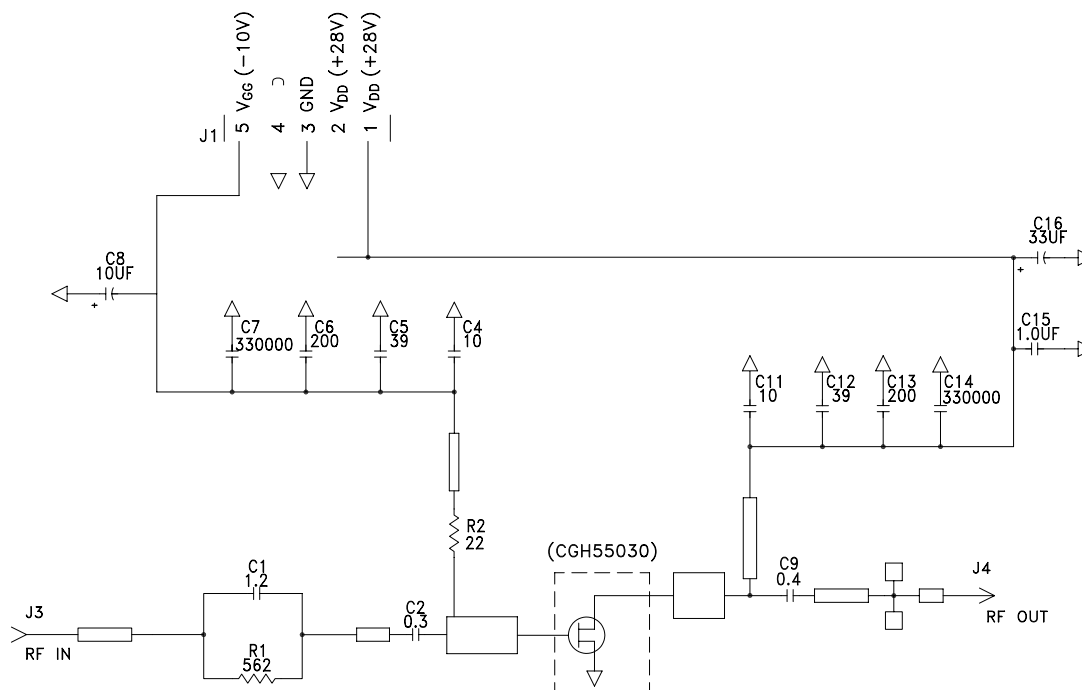 5 VGG (-10V)
4
3 GND
2 VDD (+28V)
1 VDD (+28V)
J1
C16
33UF
+
C8
10UF
+
C15
1.0UF
C7
330000
C6
200
C5
39
C4
10
C11
10
C12
39
C13
200
C14
330000
R2
22
(CGH55030)
C1
1.2
C2
0.3
R1
562
C9
0.4
J3
RF IN
J4
RF OUT